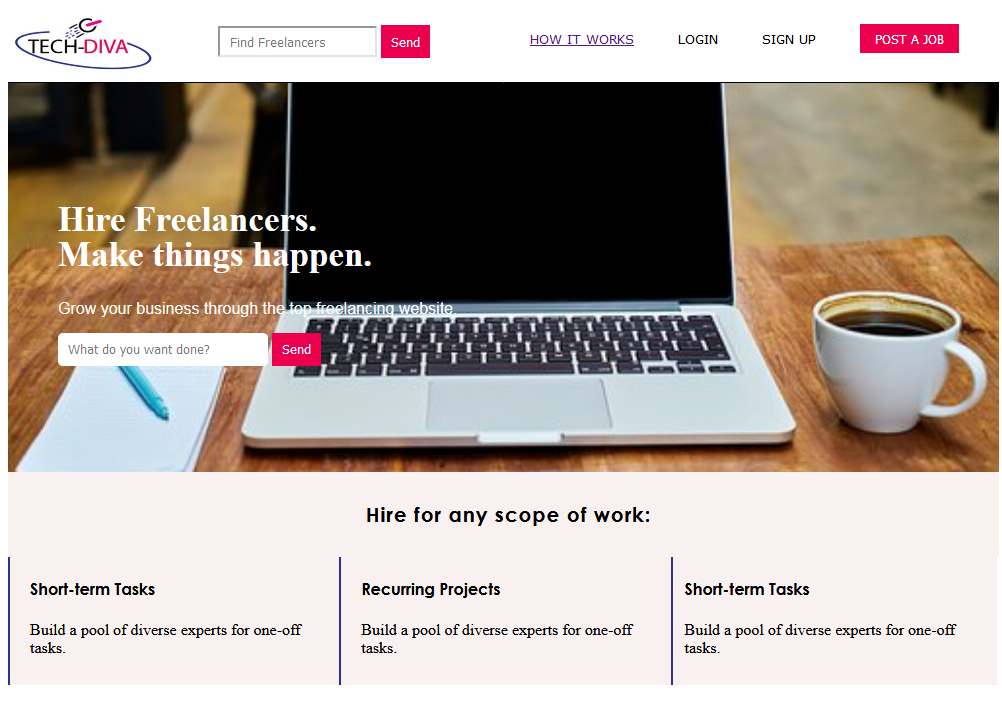 TECH-DIVA
Find Freelancers
Send
HOW IT WORKS
LOGIN
SIGN UP
POST A JOB
Hire Freelancers.
Make things happen.
Grow your business through the top freelancing website
What do you want done?
Send
Hire for any scope of work:
Short-term Tasks
Build a pool of diverse experts for one-off
tasks.
Recurring Projects
Build a pool of diverse experts for one-off
tasks.
Short-term Tasks
Build a pool of diverse experts for one-off
tasks.